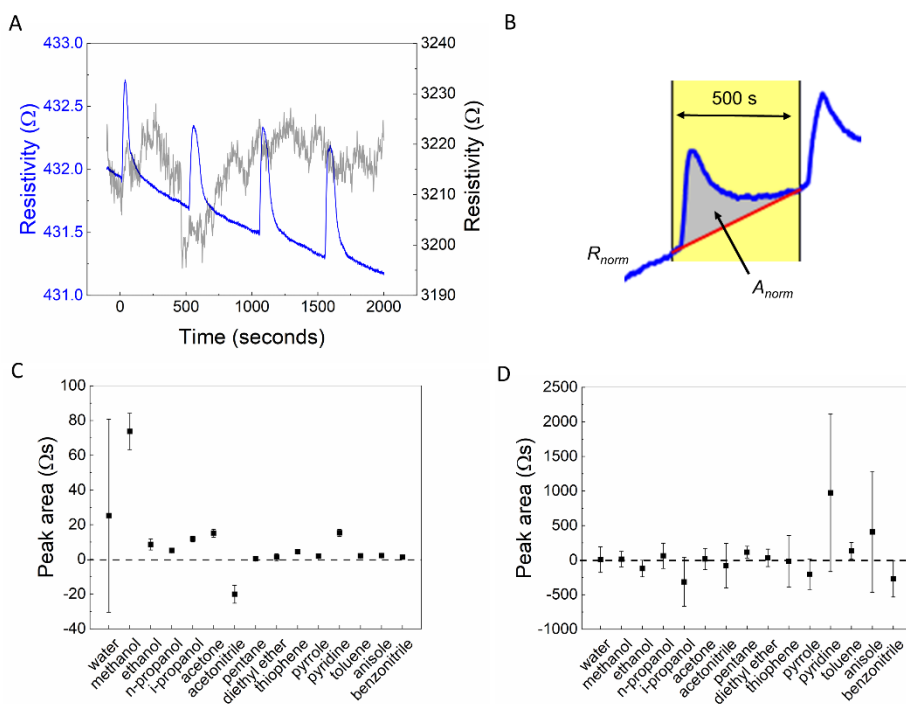 A
Resistivity (Ω)
433.0
432.5
432.0
431.5
431.0
3240
3230
3220
3210
3200
3190
Resistivity (Ω)
0 500 1000 1500 2000
Time (seconds)
B
500 s
Rnorm
Anorm
C
Peak area (Ωs)
100
80
60
40
20
0
-20
-40
water
methanol
ethanol
n-propanol
i-propanol
acetone
acetonitrile
pentane
diethyl ether
thiophene
pyrrole
pyridine
toluene
anisole
benzonitrile
D
Peak area (Ωs)
2500
2000
1500
1000
500
0
-500
-1000
water
methanol
ethanol
n-propanol
i-propanol
acetone
acetonitrile
pentane
diethyl ether
thiophene
pyrrole
pyridine
toluene
anisole
benzonitrile